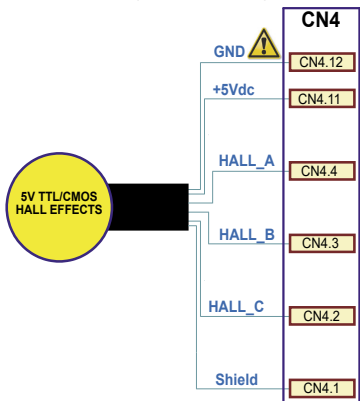 CN4
GND
CN4.12
+5Vdc
CN4.11
HALL_A
CN4.4
5V TTL/CMOS
HALL EFFECTS
HALL_B
CN4.3
HALL_C
CN4.2
Shield
CN4.1